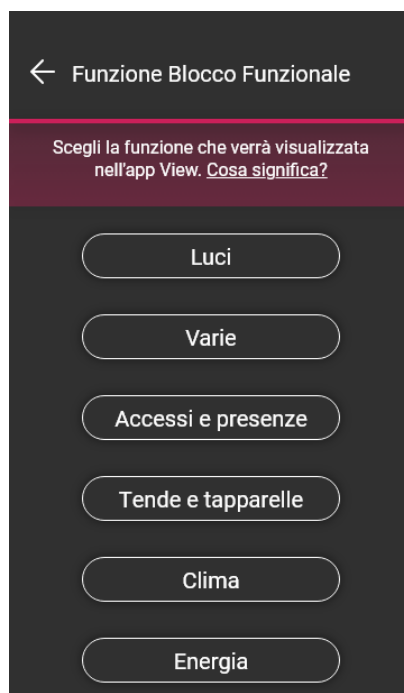 Funzione Blocco Funzionale
Scegli la funzione che verrà visualizzata
nell'app View. Cosa significa?
Luci
Varie
Accessi e presenze
Tende e tapparelle
Clima
Energia